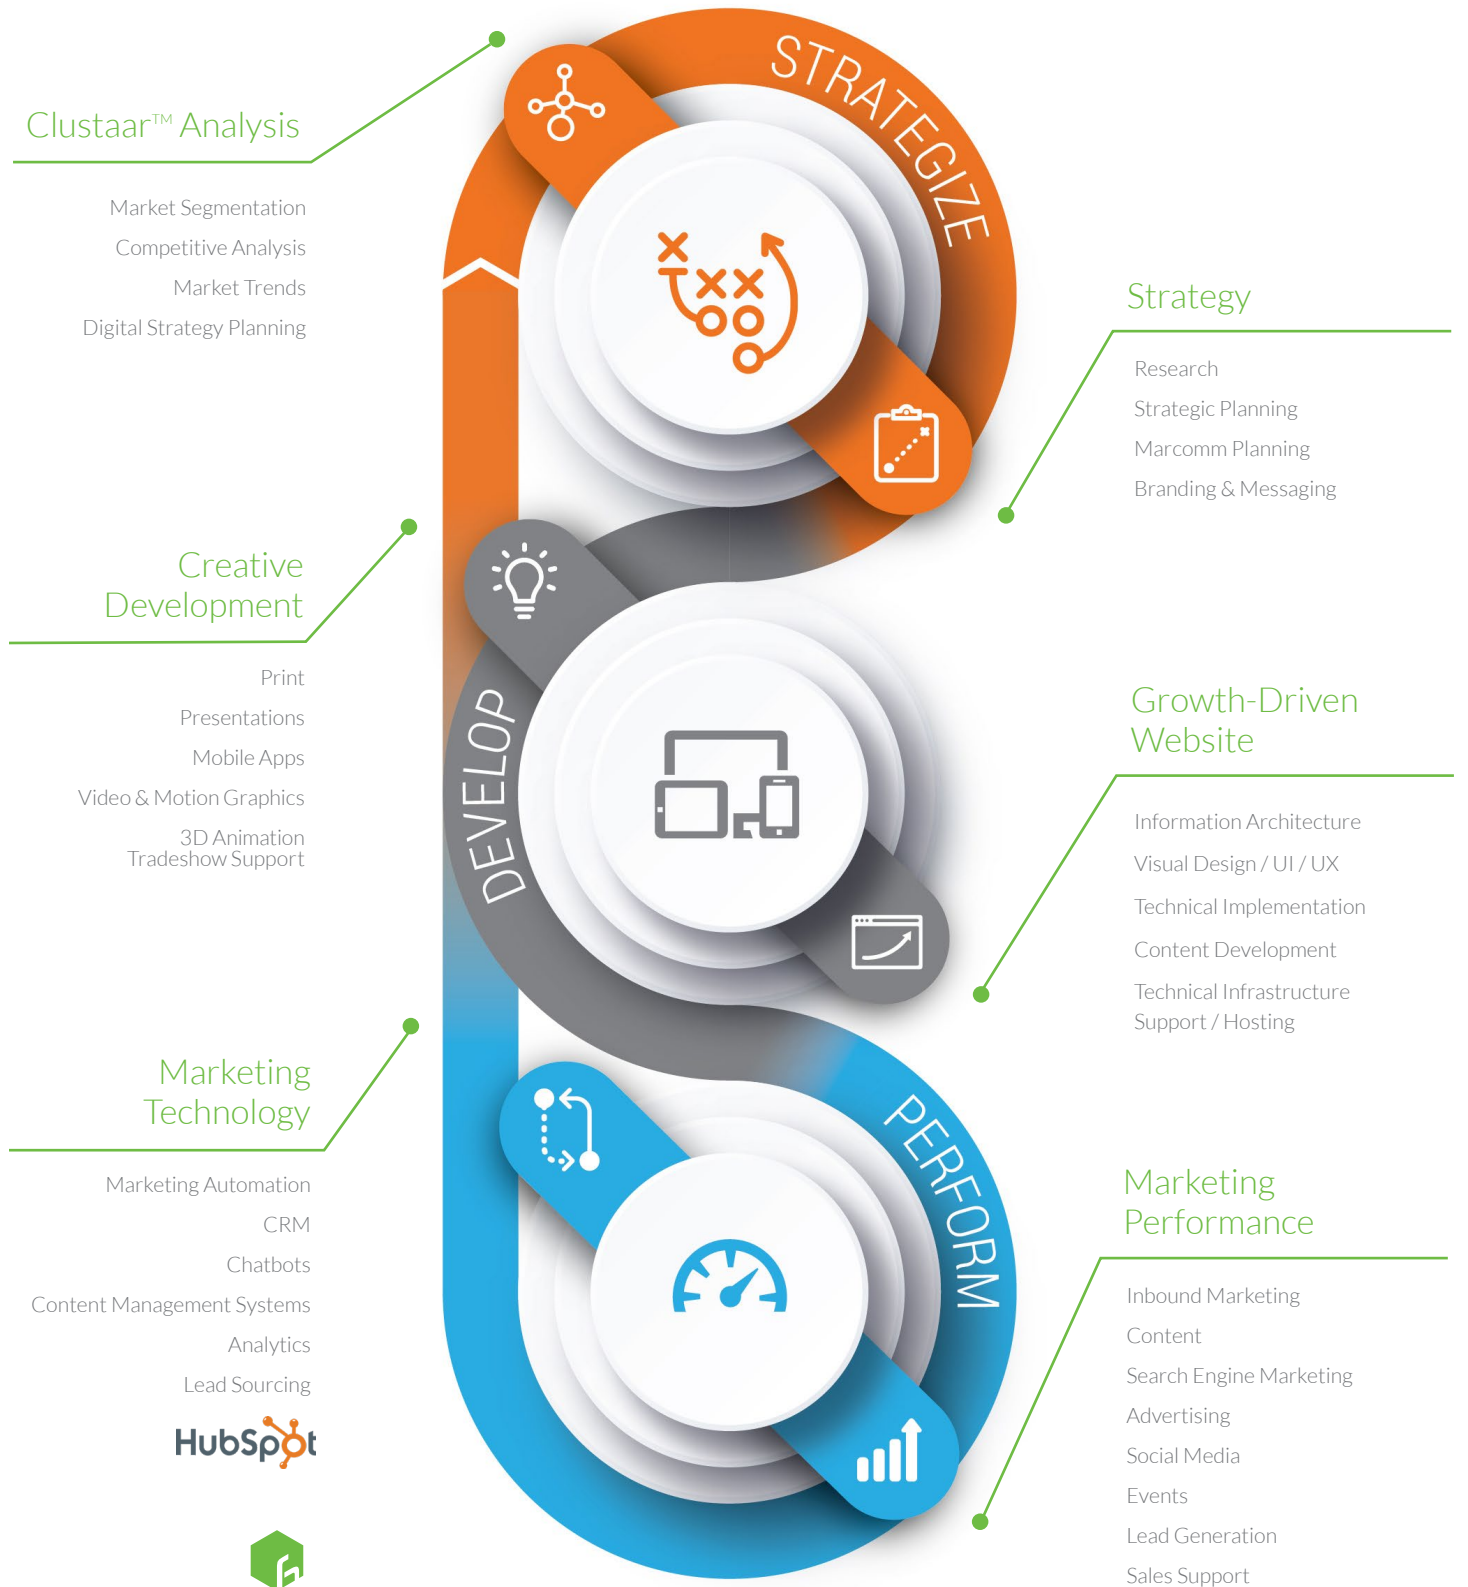 STRATEGIZE
Clustaar™ Analysis
Market Segmentation
Competitive Analysis
Market Trends
Digital Strategy Planning
Strategy
Research
Strategic Planning
Marcomm Planning
Branding & Messaging
DEVELOP
Creative
Development
Print
Presentations
Mobile Apps
Video & Motion Graphics
3D Animation
Tradeshow Support
Growth-Driven
Website
Information Architecture
Visual Design / UI / UX
Technical Implementation
Content Development
Technical Infrastructure
Support / Hosting
PERFORM
Marketing
Technology
Marketing Automation
CRM
Chatbots
Content Management Systems
Analytics
Lead Sourcing
HubSpot
Marketing
Performance
Inbound Marketing
Content
Search Engine Marketing
Advertising
Social Media
Events
Lead Generation
Sales Support